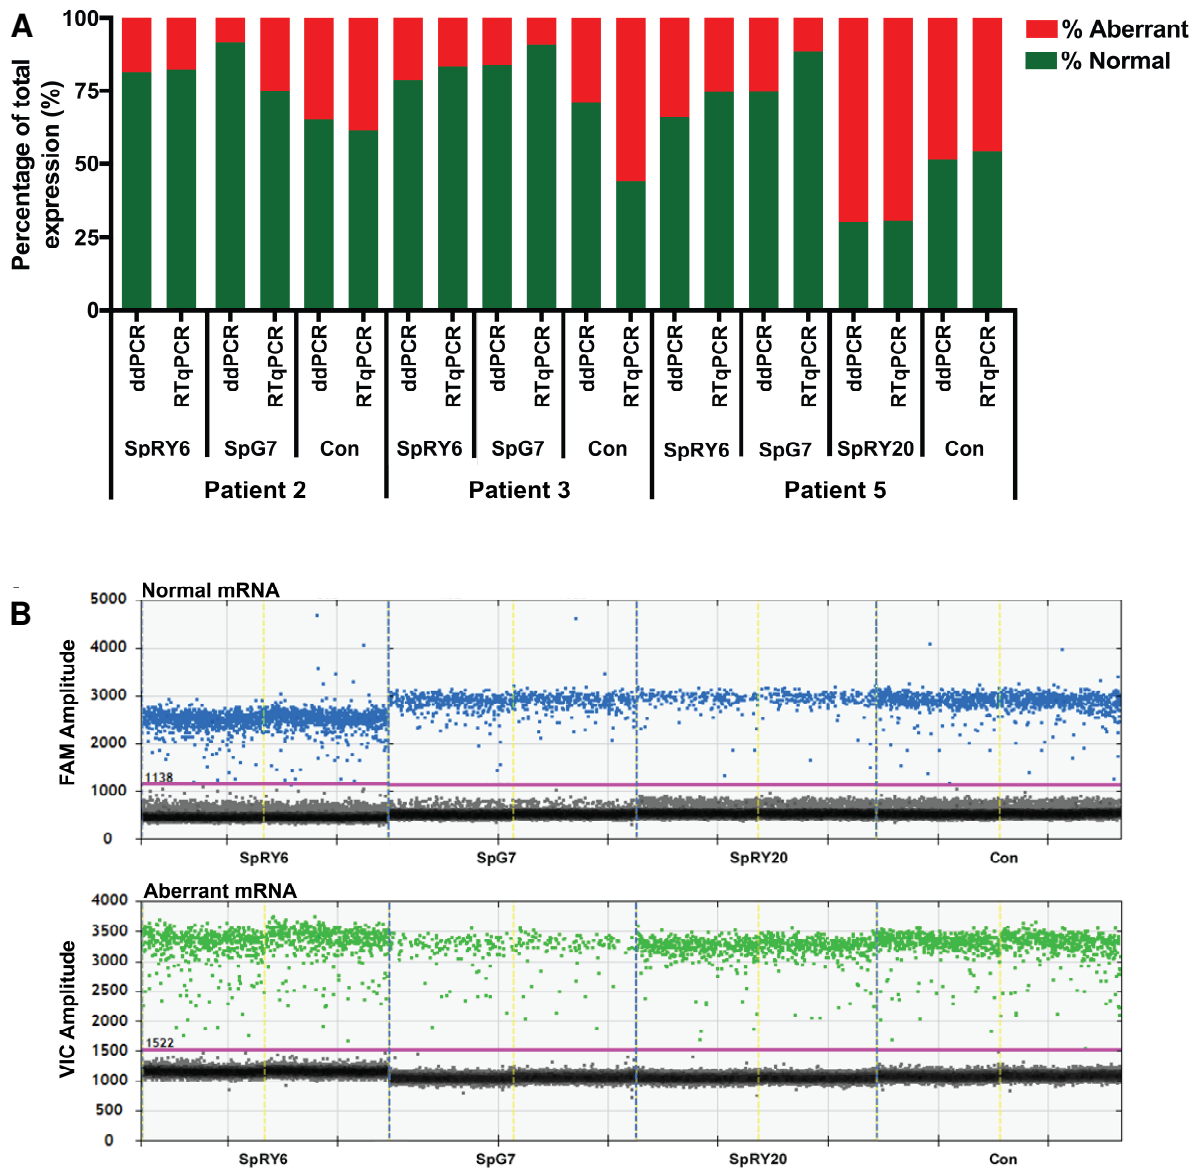 A
Percentage of total
expression (%)
100
75
50
25
0
% Aberrant
% Normal
ddPCR
RTqPCR
ddPCR
RTqPCR
ddPCR
RTqPCR
ddPCR
RTqPCR
ddPCR
RTqPCR
ddPCR
RTqPCR
ddPCR
RTqPCR
ddPCR
RTqPCR
ddPCR
RTqPCR
ddPCR
RTqPCR
SpRY6 SpG7 Con SpRY6 SpG7 Con SpRY6 SpG7 SpRY20 Con
Patient 2 Patient 3 Patient 5
B
Normal mRNA
FAM Amplitude
5000
4000
3000
2000
1000
0
1138
SpRY6 SpG7 SpRY20 Con
Aberrant mRNA
VIC Amplitude
4000
3500
3000
2500
2000
1500
1000
500
0
1522
SpRY6 SpG7 SpRY20 Con